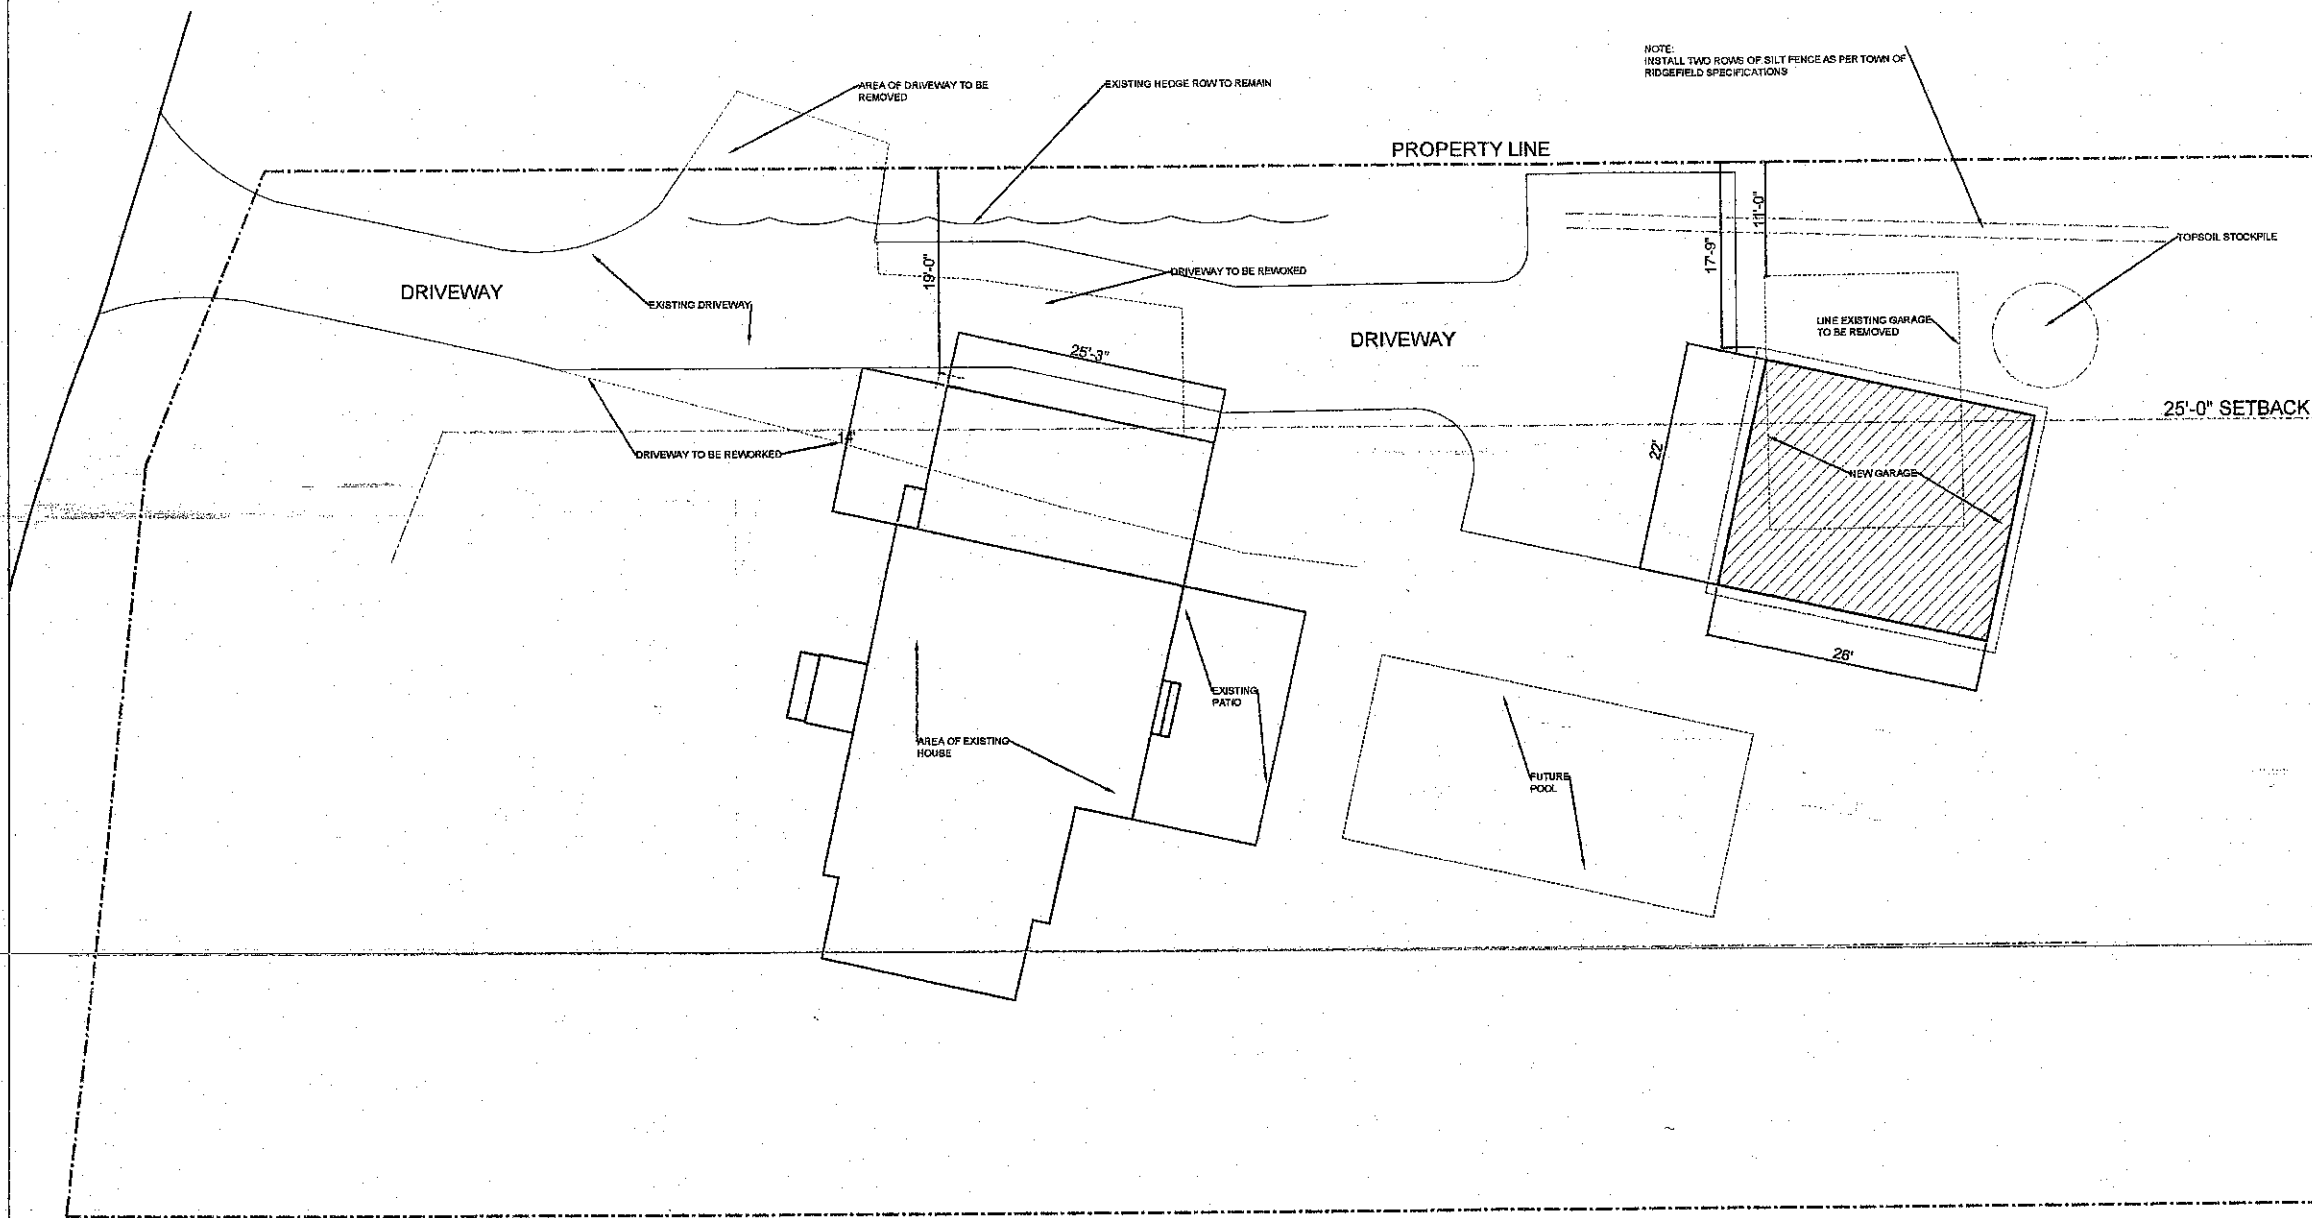 NOTE:
INSTALL TWO ROWS OF SILT FENCE AS PER TOWN OF
RIDGEFIELD SPECIFICATIONS
AREA OF DRIVEWAY TO BE
REMOVED
EXISTING HEDGE ROW TO REMAIN
PROPERTY LINE
11'-0"
17'-9"
19'-0"
TOPSOIL STOCKPILE
DRIVEWAY TO BE REWOKED
DRIVEWAY
EXISTING DRIVEWAY
LINE EXISTING GARAGE
TO BE REMOVED
DRIVEWAY
25'-3"
25'-0" SETBACK
14'
DRIVEWAY TO BE REWORKED
22'
NEW GARAGE
26'
EXISTING
PATIO
AREA OF EXISTING
HOUSE
FUTURE
POOL